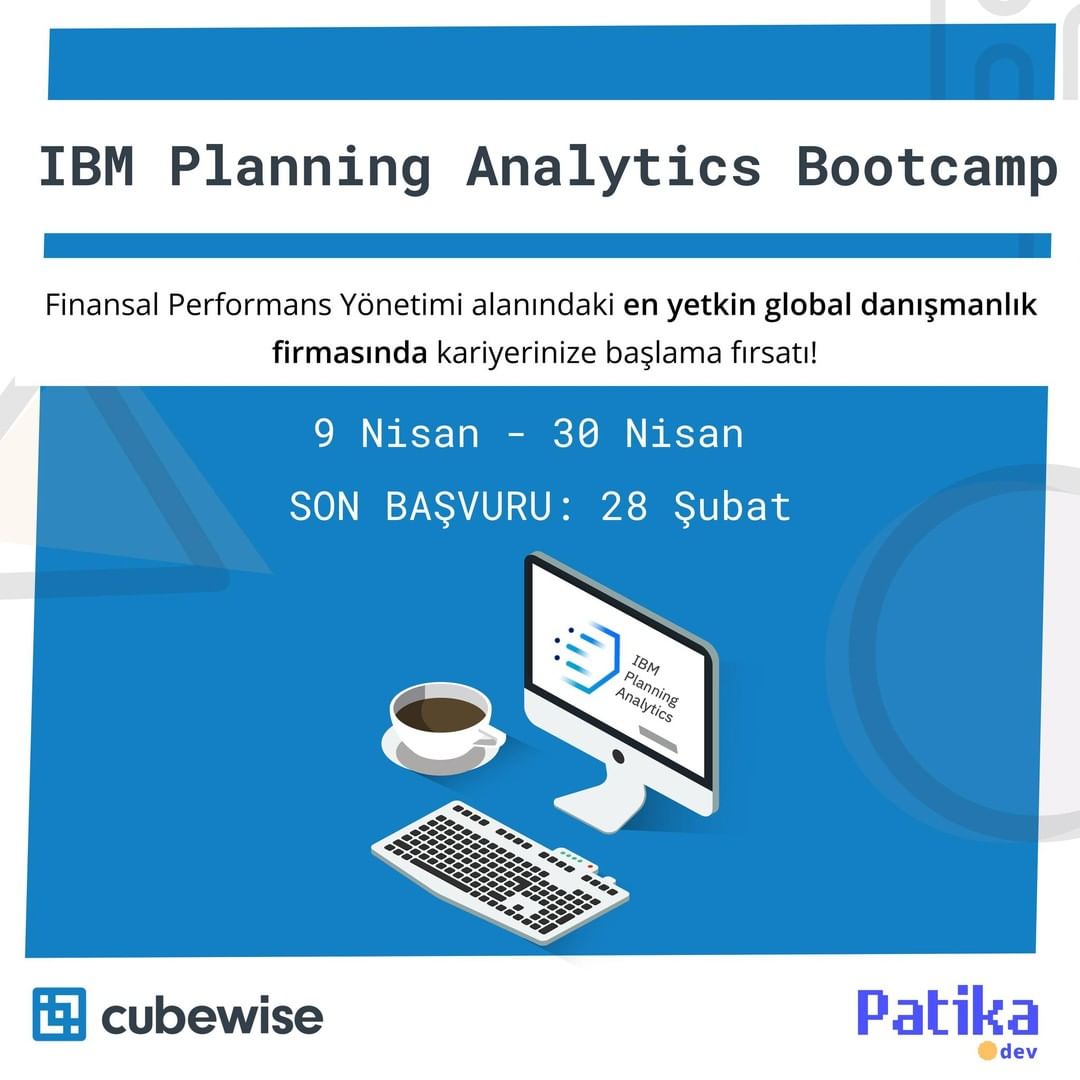 IBM Planning Analytics Bootcamp
Finansal Performans Yönetimi alanındaki en yetkin global danışmanlık
firmasında kariyerinize başlama fırsatı!
9 Nisan - 30 Nisan
SON BAŞVURU: 28 Şubat
IBM
Planning
Analytics
cubewise
Patika
dev